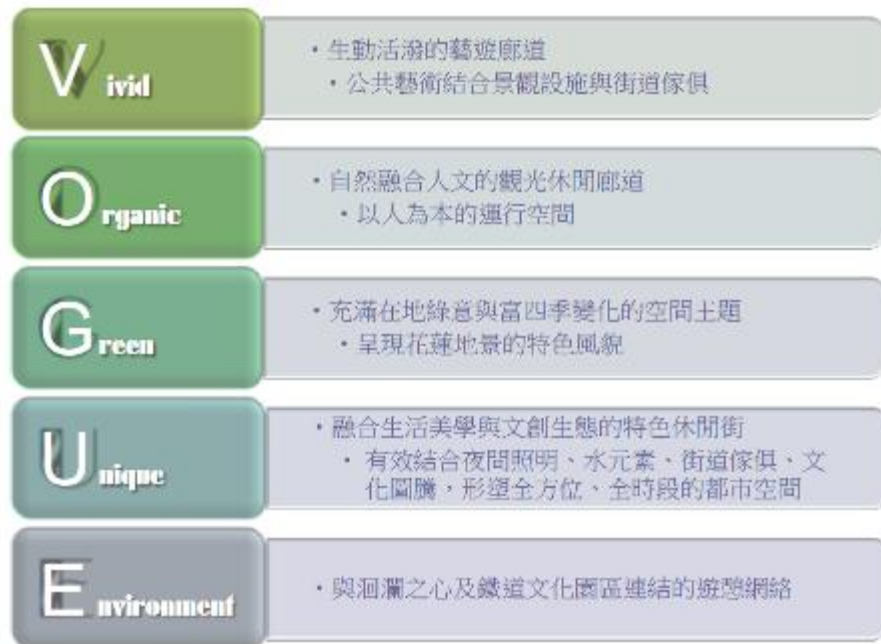 Vivid
・生動活潑的藝遊廊道
・公共藝術結合景觀設施與街道傢俱
Organic
・自然融合人文的觀光休閒廊道
・以人為本的運行空間
Green
・充滿在地綠意與富四季變化的空間主題
・呈現花蓮地景的特色風貌
Unique
・融合生活美學與文創生態的特色休閒街
・有效結合夜間照明、水元素、街道傢俱、文
化圖騰，形塑全方位、全時段的都市空間
Environment
・與洄瀾之心及鐵道文化園區連結的遊憩網絡